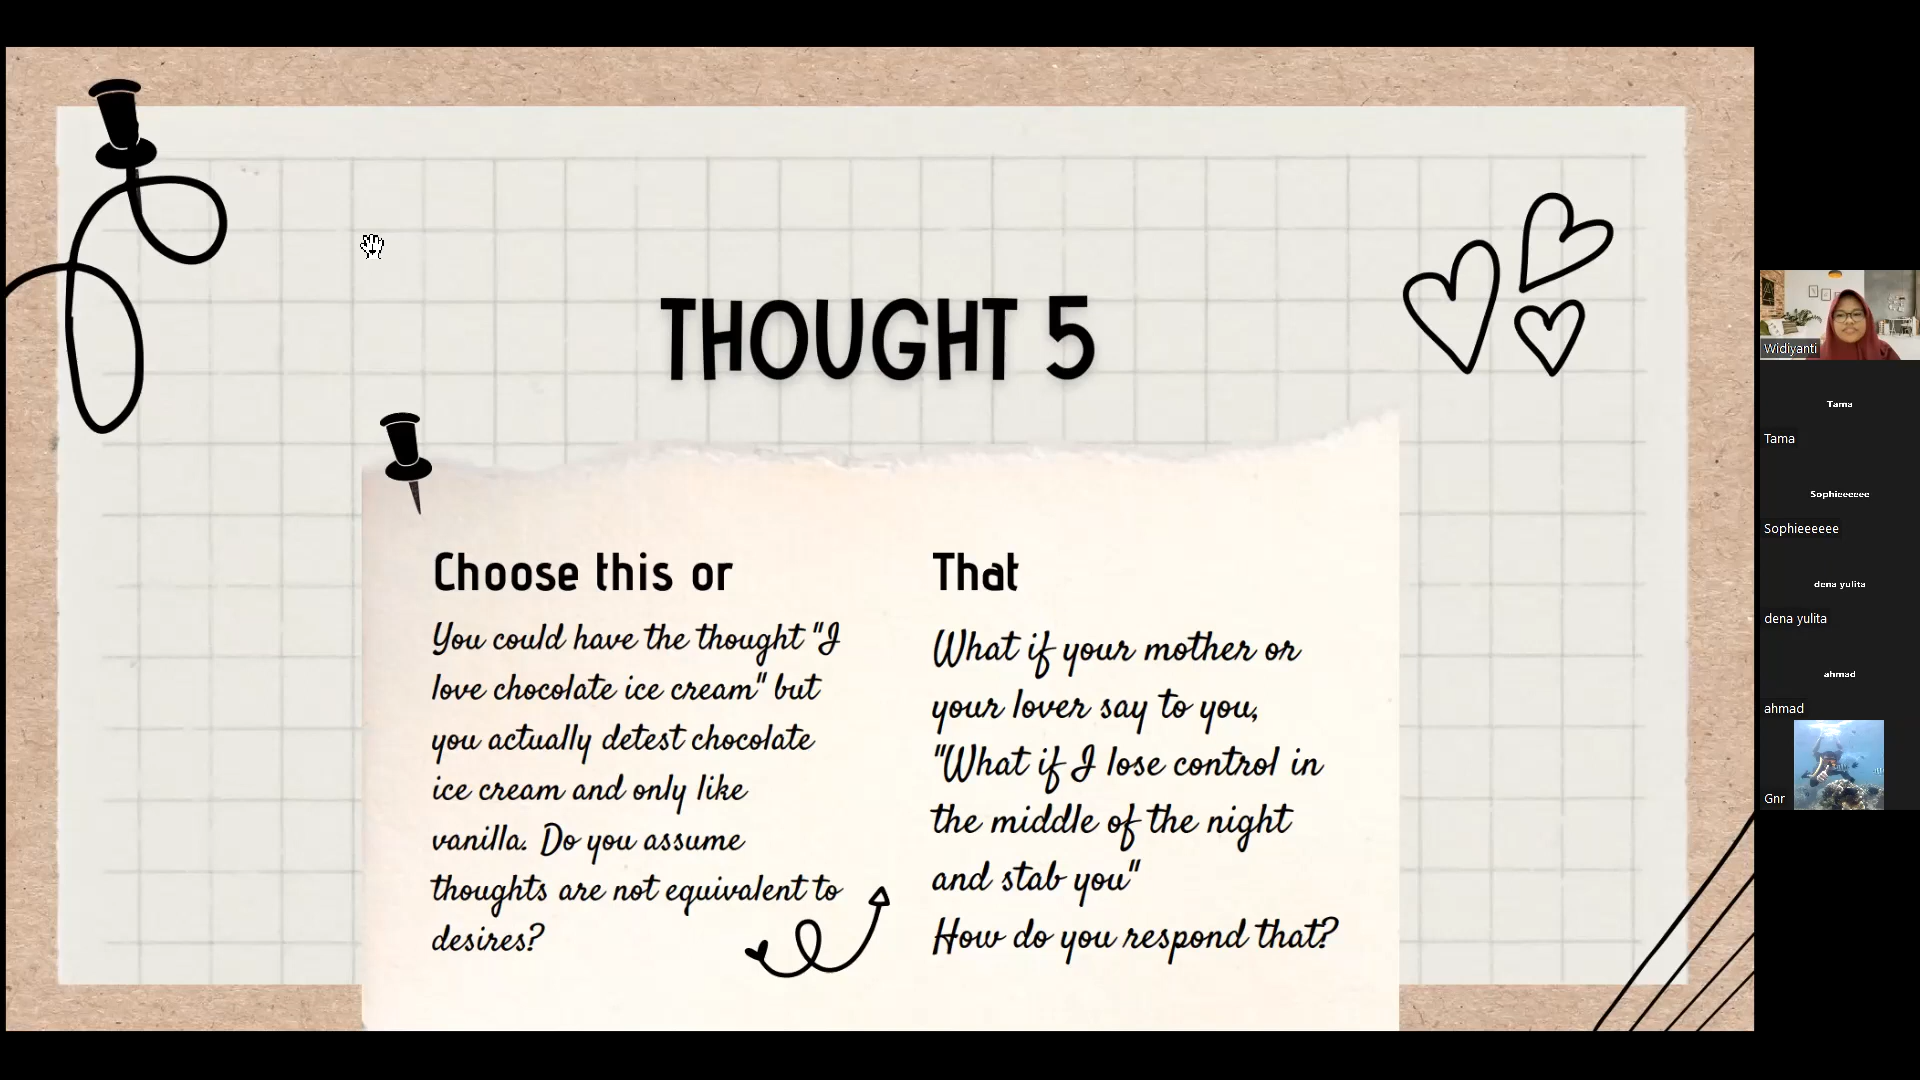 THOUGHT 5
Choose this or
You could have the thought "I
love chocolate ice cream" but
you actually detest chocolate
ice cream and only like
vanilla. Do you assume
thoughts are not equivalent to
desires?
That
What if your mother or
your lover say to you,
"What if I lose control in
the middle of the night
and stab you"
How do you respond that?
Widiyanti
Tama
Tama
Sophieeeeee
Sophieeeeee
dena yulita
dena yulita
ahmad
ahmad
Gnr